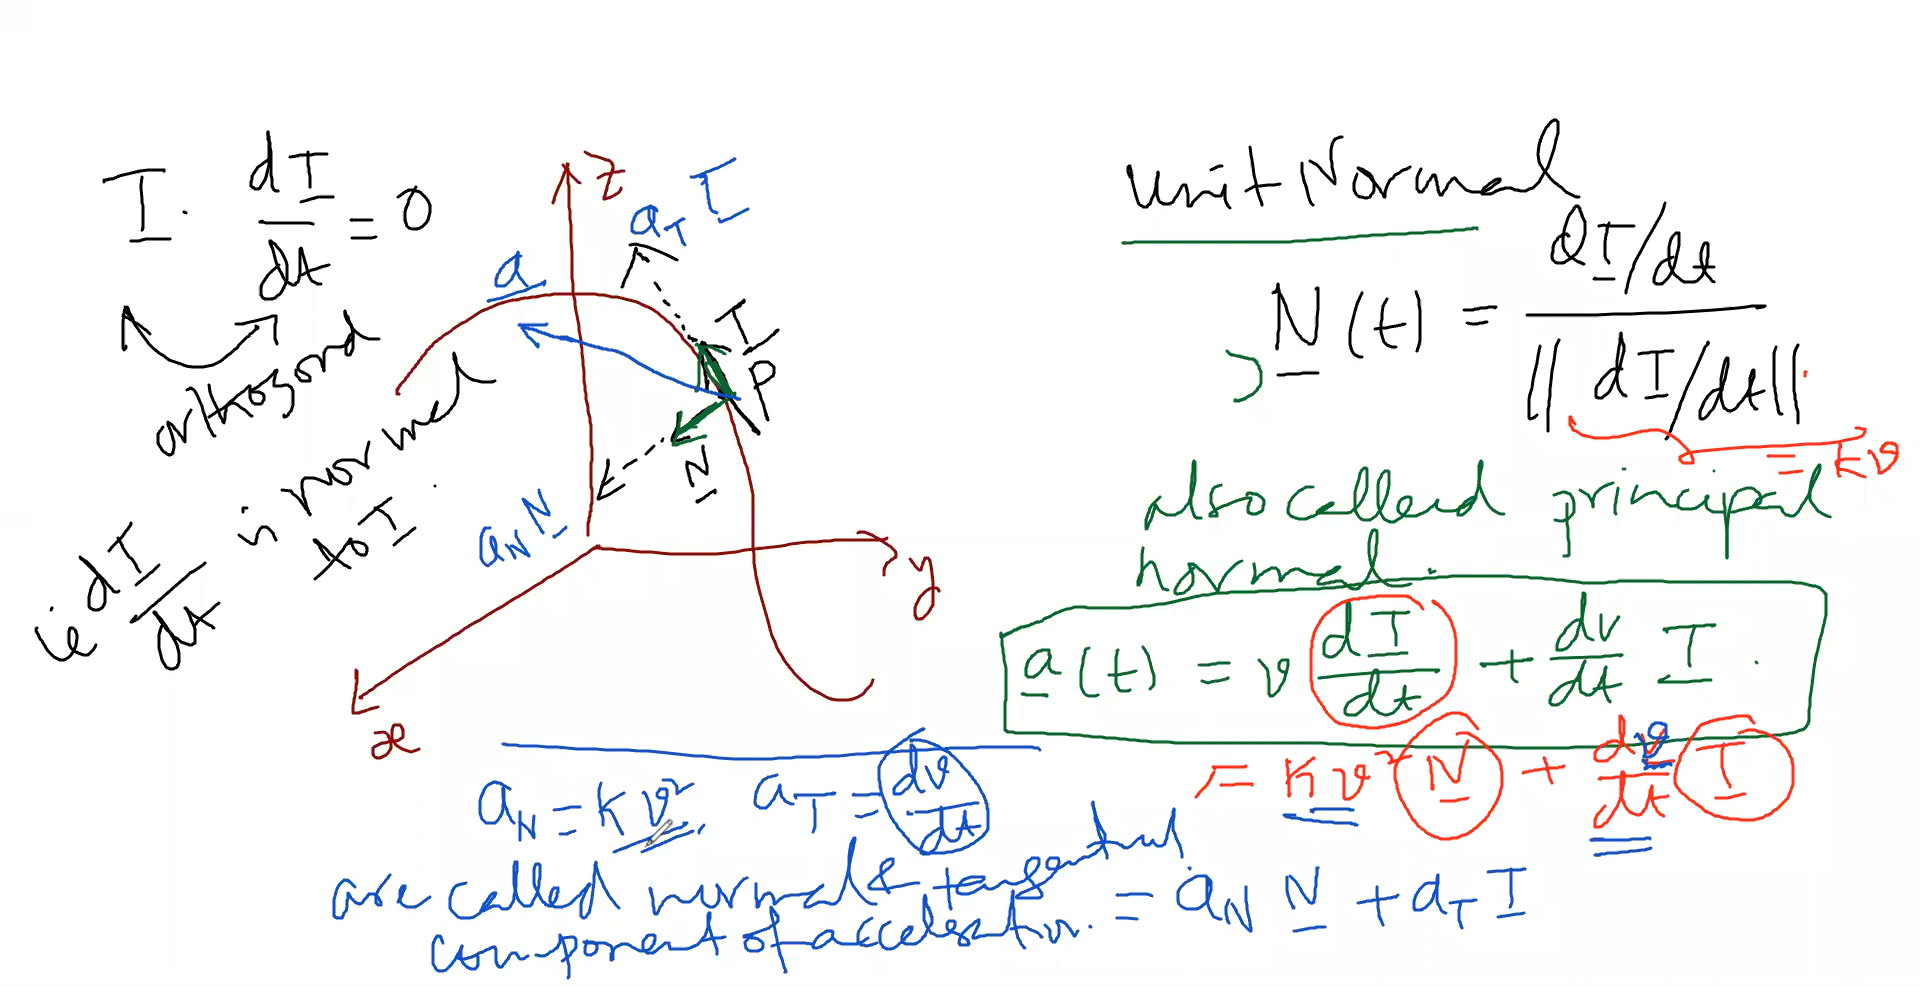 T . dT/dt = 0
orthogonal
ie dT/dt is normal
to T .
z
a_T T
a
T
P
N
a_N N
y
x
unit Normal
N(t) = dT/dt / || dT/dt ||
= κv
also called principal
normal.
a(t) = v dT/dt + dv/dt T .
= κv² N + dv/dt T
= a_N N + a_T T
a_N = κv², a_T = dv/dt
are called normal & tangential
component of acceleration.